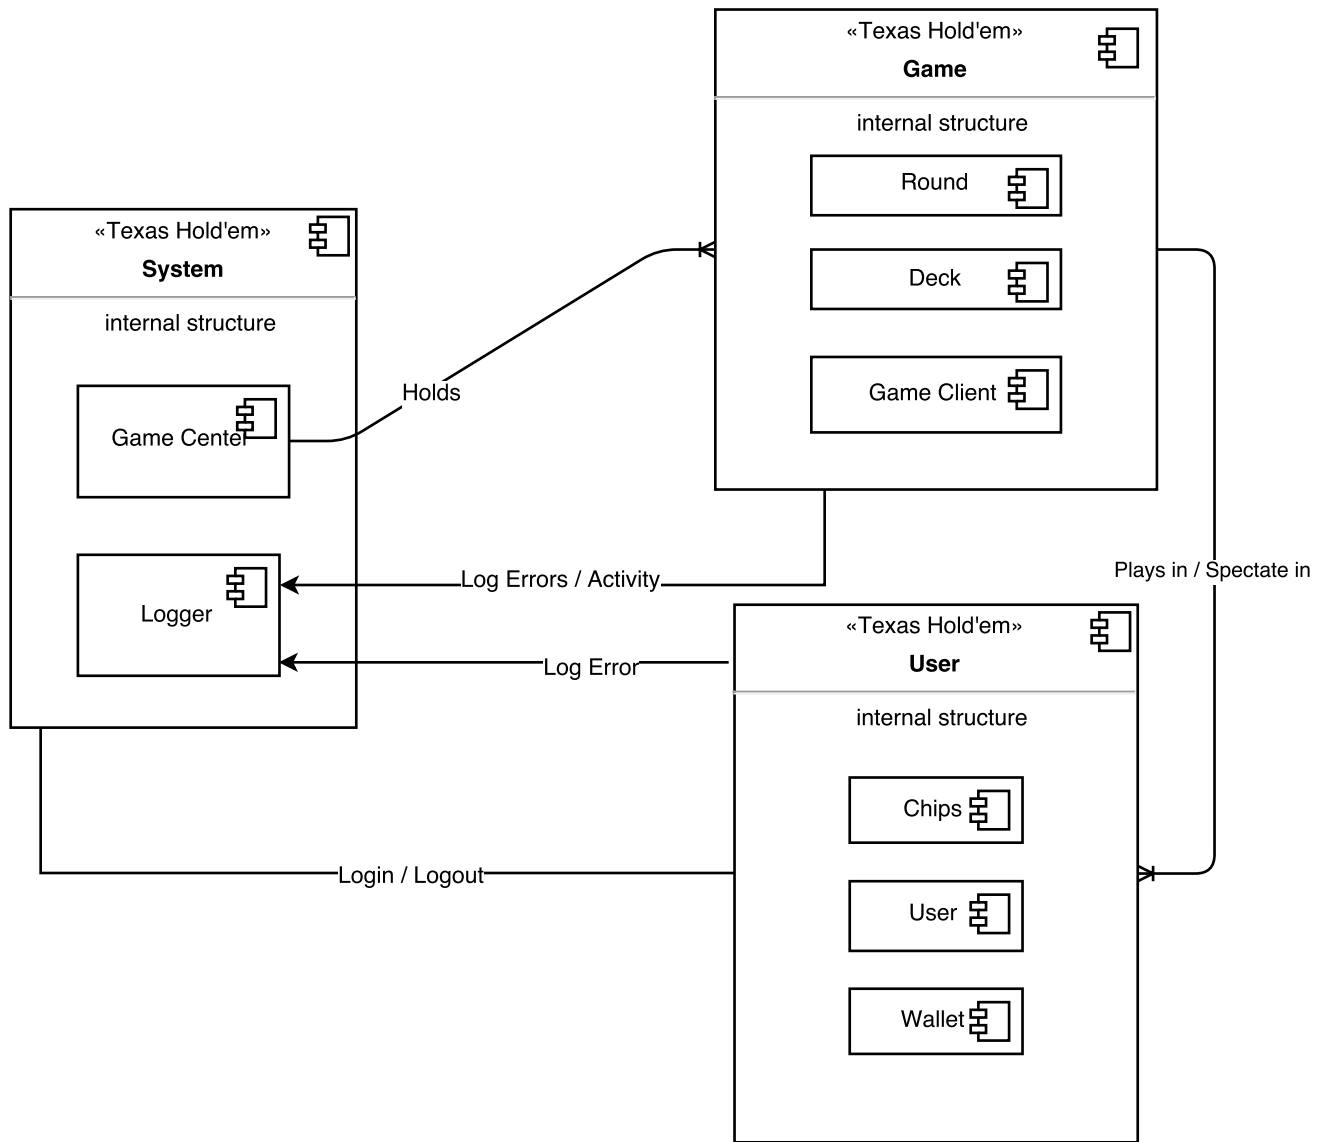 «Texas Hold'em»
Game
internal structure
Round
Deck
Game Client
«Texas Hold'em»
System
internal structure
Game Center
Logger
Holds
Log Errors / Activity
Log Error
Plays in / Spectate in
Login / Logout
«Texas Hold'em»
User
internal structure
Chips
User
Wallet